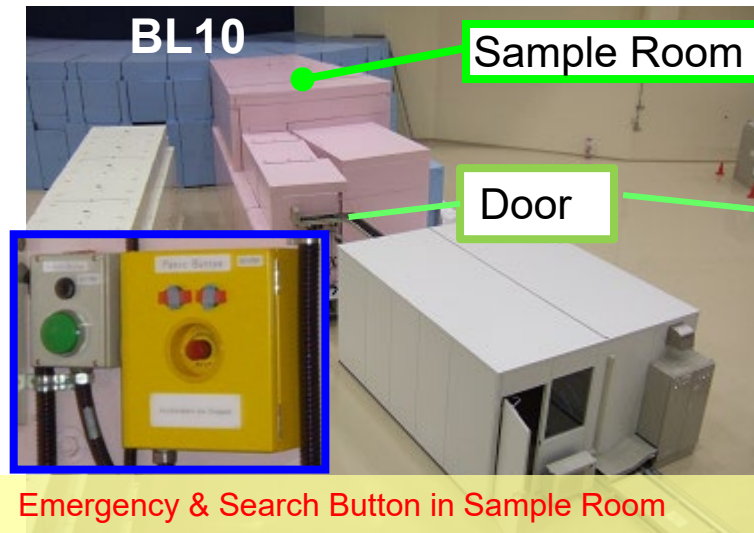 BL10
Sample Room
Door
Panic Button
Emergency & Search Button in Sample Room